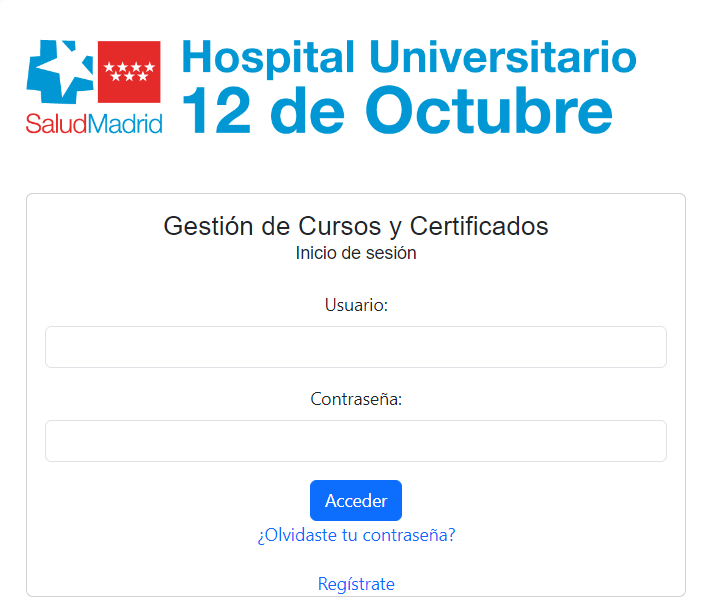 Hospital Universitario
12 de Octubre
SaludMadrid
Gestión de Cursos y Certificados
Inicio de sesión
Usuario:
Contraseña:
Acceder
¿Olvidaste tu contraseña?
Regístrate